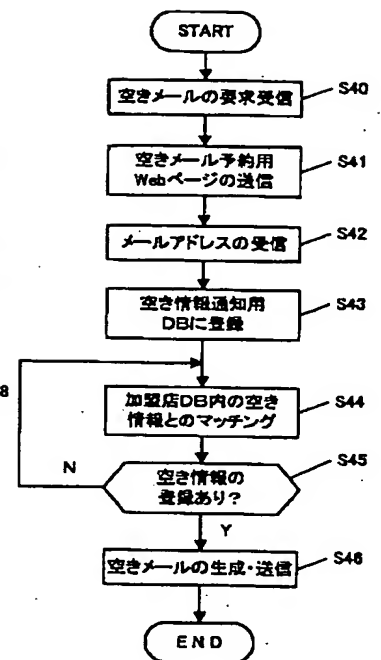 START
空きメールの要求受信
S40
空きメール予約用
Webページの送信
S41
メールアドレスの受信
S42
空き情報通知用
DBに登録
S43
8
加盟店DB内の空き
情報とのマッチング
S44
空き情報の
登録あり?
S45
N
Y
空きメールの生成・送信
S46
END